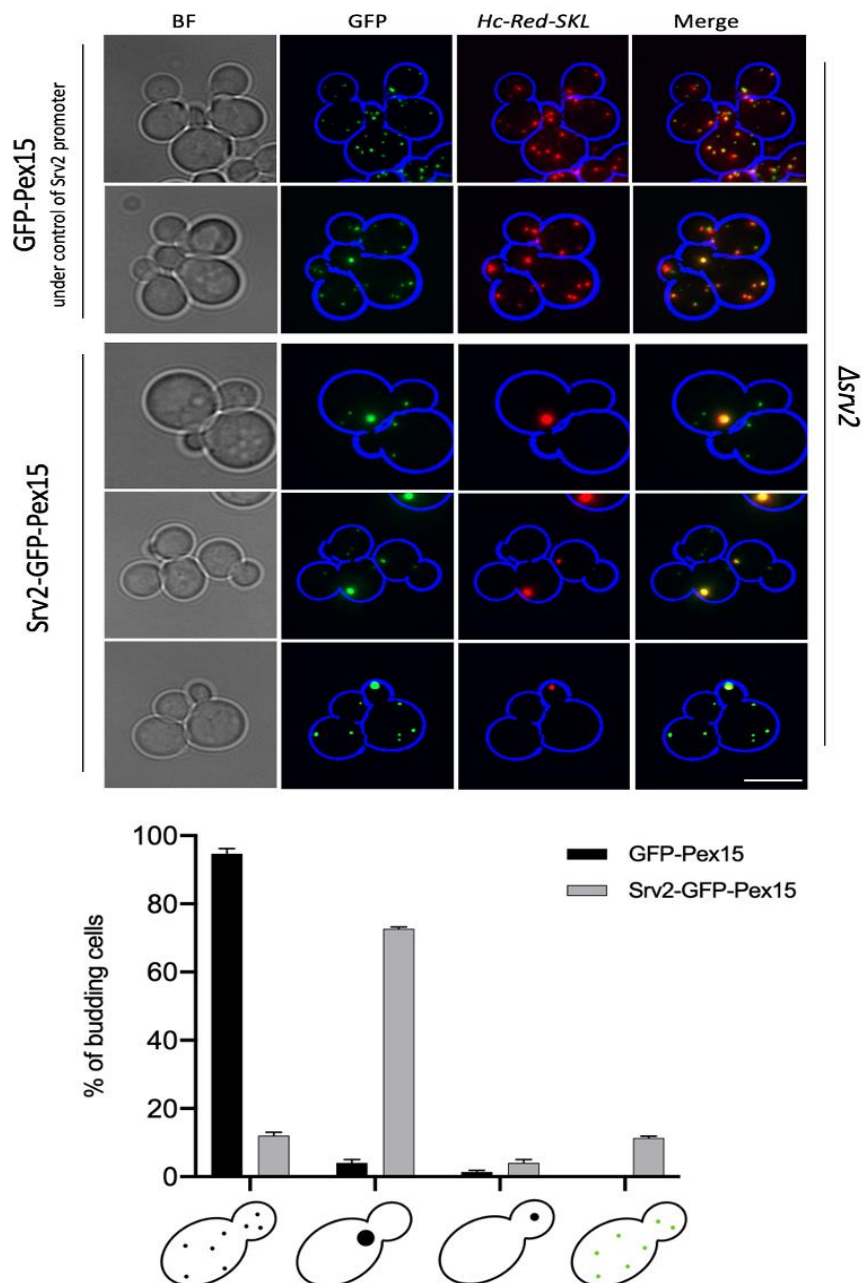 BF GFP Hc-Red-SKL Merge
GFP-Pex15
under control of Srv2 promoter
Srv2-GFP-Pex15
Δsrv2
100
80
60
40
20
0
% of budding cells
GFP-Pex15
Srv2-GFP-Pex15